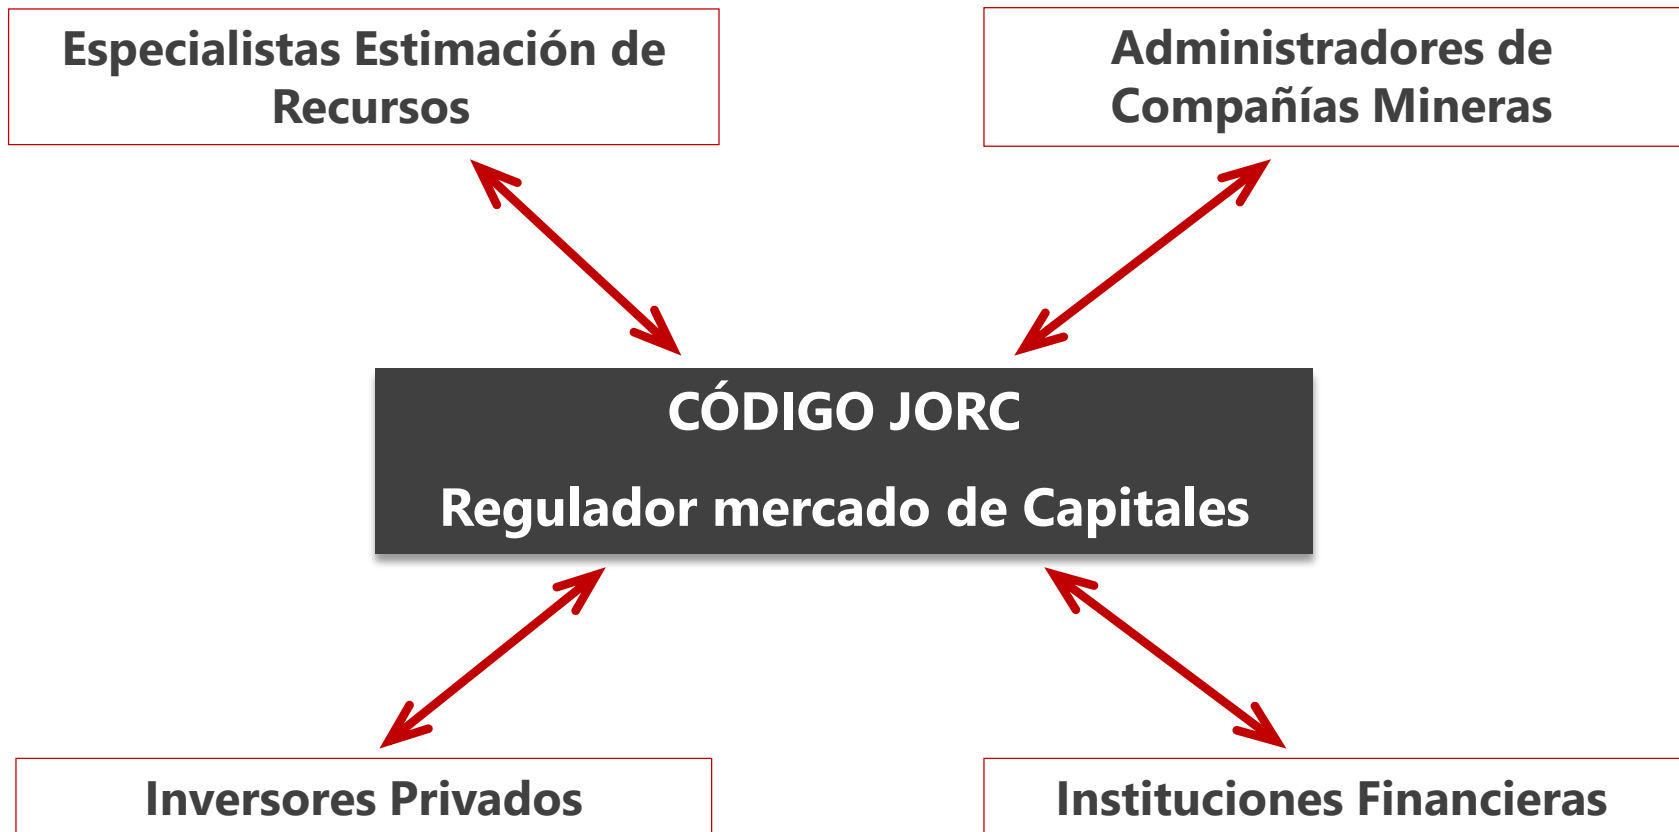 Especialistas Estimación de
Recursos
Administradores de
Compañías Mineras
CÓDIGO JORC
Regulador mercado de Capitales
Inversores Privados
Instituciones Financieras